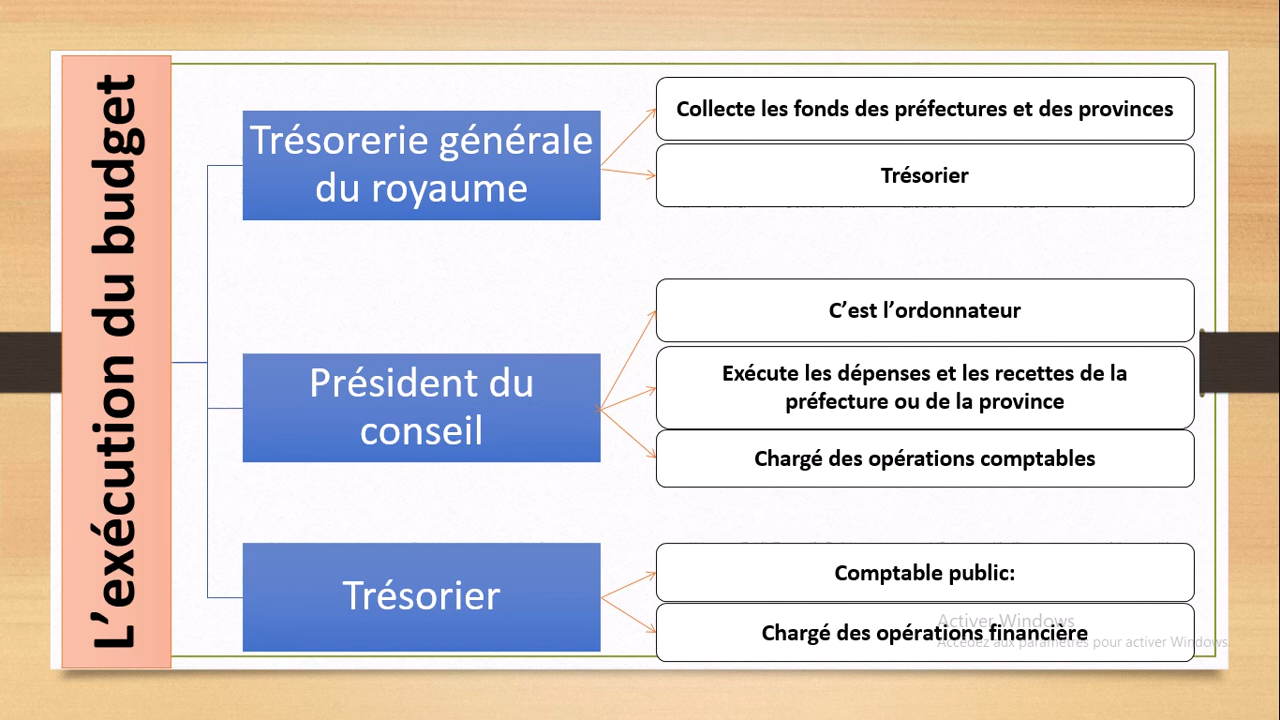 L’exécution du budget
Trésorerie générale
du royaume
Collecte les fonds des préfectures et des provinces
Trésorier
Président du
conseil
C’est l’ordonnateur
Exécute les dépenses et les recettes de la
préfecture ou de la province
Chargé des opérations comptables
Trésorier
Comptable public:
Chargé des opérations financière
Activer Windows
Accédez aux paramètres pour activer Windows.